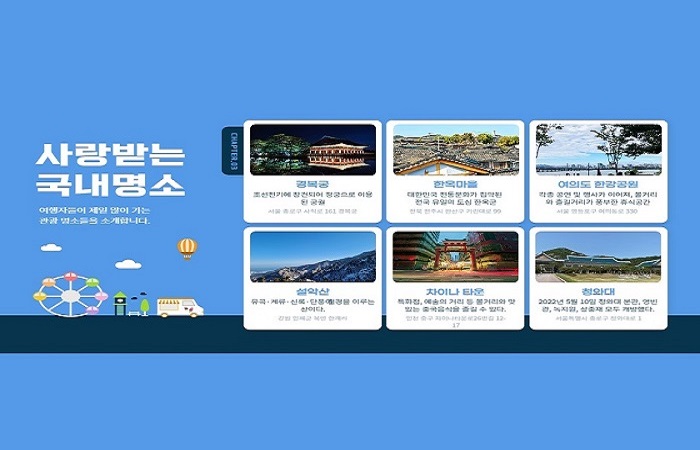 사랑받는
국내명소
여행자들이 제일 많이 가는
관광 명소들을 소개합니다.
CHAPTER.03
경복궁
조선전기에 창건되어 정궁으로 이용
된 궁궐
서울 종로구 사직로 161 경복궁
한옥마을
대한민국 전통문화가 집약된
전국 유일의 도심 한옥군
전북 전주시 완산구 기린대로 99
여의도 한강공원
각종 공연 및 행사가 이어져, 볼거리
와 즐길거리가 풍부한 휴식공간
서울 영등포구 여의동로 330
설악산
유곡·계류·신록·단풍절경을 이루는
산이다.
강원 인제군 북면 한계리
차이나 타운
특화점, 예술의 거리 등 볼거리와 맛
있는 중국음식을 즐길 수 있다.
인천 중구 차이나타운로26번길 12-
17
청와대
2022년 5월 10일 청와대 본관, 영빈
관, 녹지원, 상춘재 모두 개방했다.
서울특별시 종로구 청와대로 1